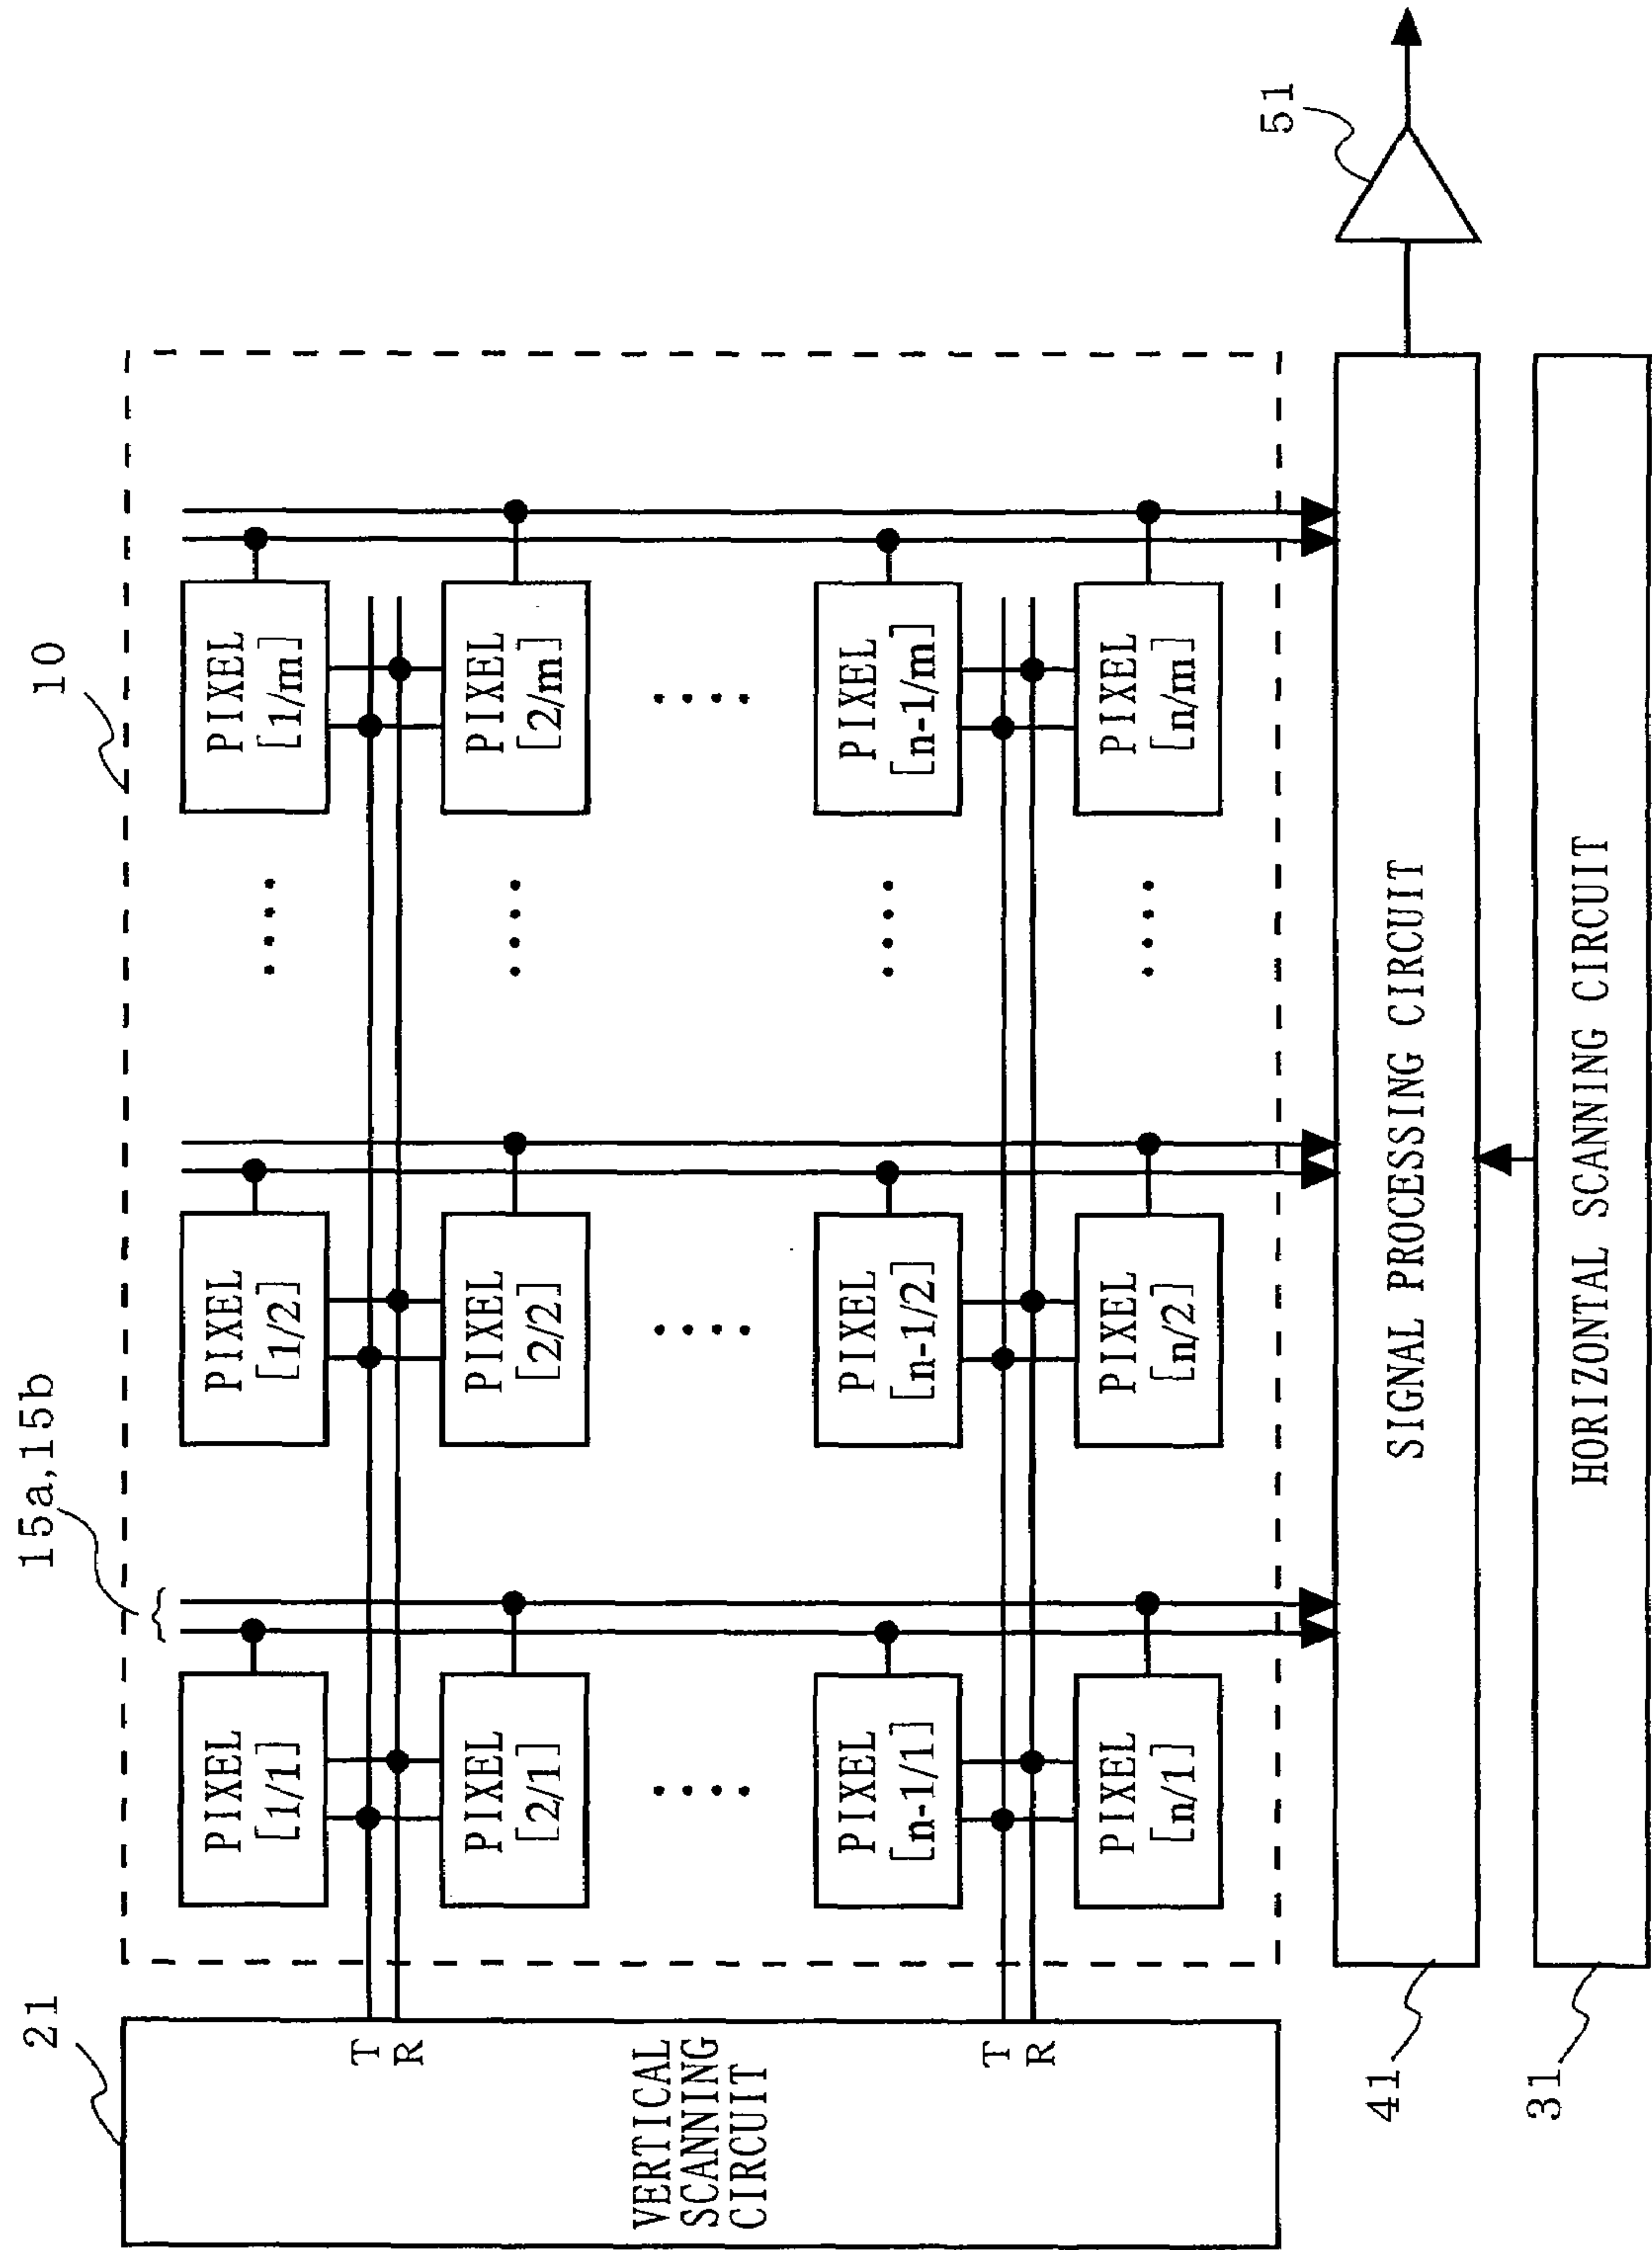 10
15a,15b
21
PIXEL
[1/1]
PIXEL
[1/2]
PIXEL
[1/m]
T
R
PIXEL
[2/1]
PIXEL
[2/2]
PIXEL
[2/m]
VERTICAL
SCANNING
CIRCUIT
PIXEL
[n-1/1]
PIXEL
[n-1/2]
PIXEL
[n-1/m]
T
R
PIXEL
[n/1]
PIXEL
[n/2]
PIXEL
[n/m]
51
41
SIGNAL PROCESSING CIRCUIT
31
HORIZONTAL SCANNING CIRCUIT